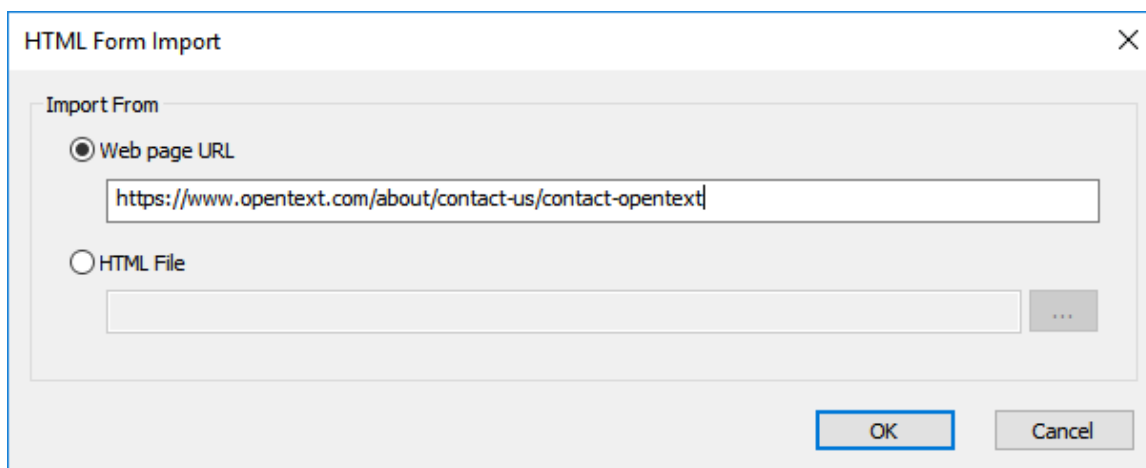 HTML Form Import
Import From
Web page URL
https://www.opentext.com/about/contact-us/contact-opentext
HTML File
...
OK Cancel